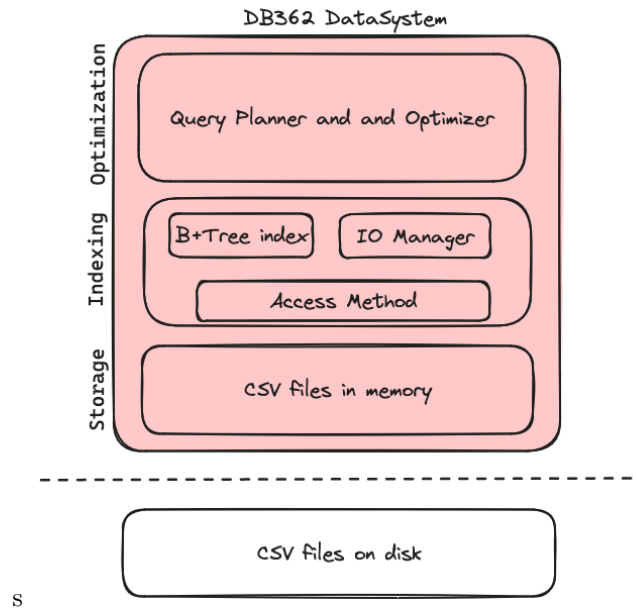 DB362 DataSystem
Optimization
Query Planner and and Optimizer
Indexing
B+Tree index
IO Manager
Access Method
Storage
CSV files in memory
CSV files on disk
s